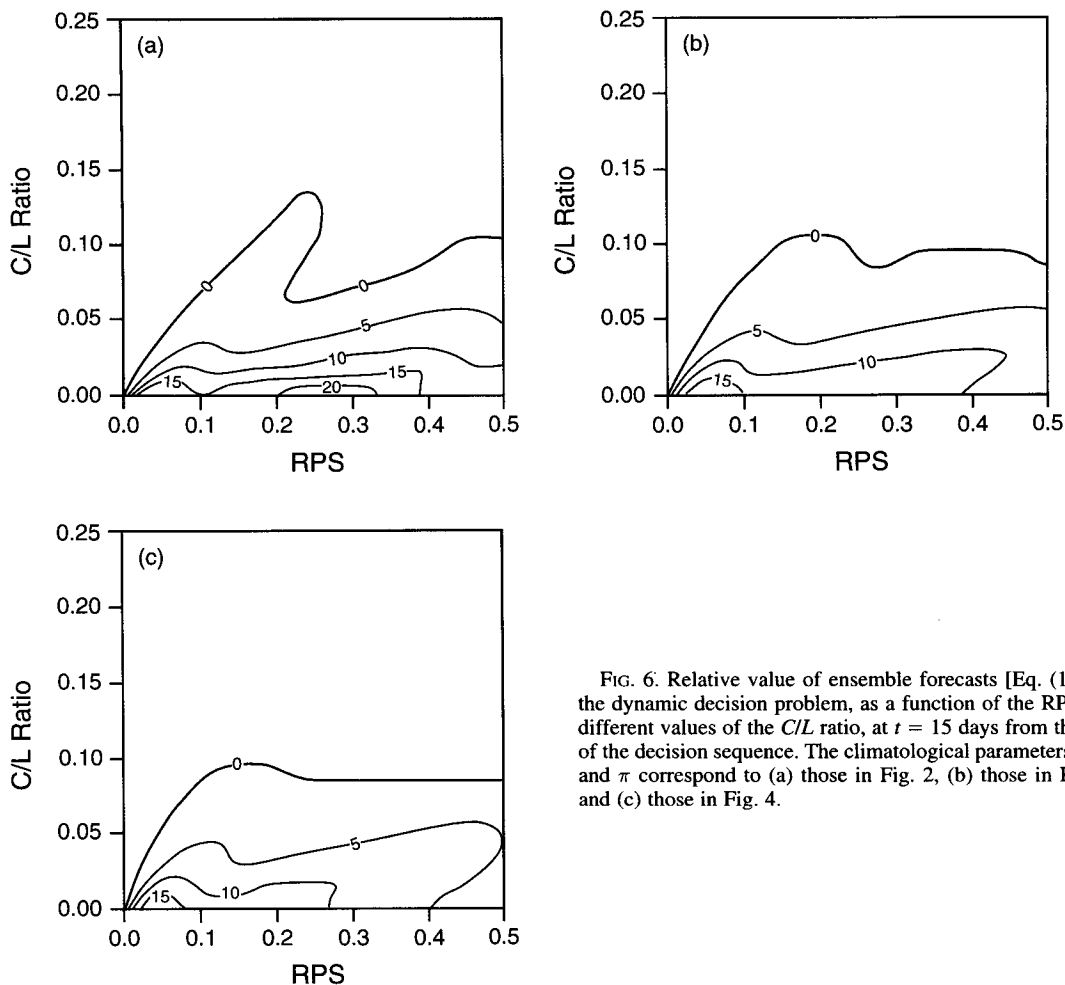 (a)
0.25
0.20
0.15
0.10
0.05
0.00
C/L Ratio
0
0
5
10
15
15
20
0.0 0.1 0.2 0.3 0.4 0.5
RPS
(b)
0.25
0.20
0.15
0.10
0.05
0.00
C/L Ratio
0
5
10
15
0.0 0.1 0.2 0.3 0.4 0.5
RPS
(c)
0.25
0.20
0.15
0.10
0.05
0.00
C/L Ratio
0
5
10
15
0.0 0.1 0.2 0.3 0.4 0.5
RPS
FIG. 6. Relative value of ensemble forecasts [Eq. (1
the dynamic decision problem, as a function of the RP
different values of the C/L ratio, at t = 15 days from th
of the decision sequence. The climatological parameters
and π correspond to (a) those in Fig. 2, (b) those in F
and (c) those in Fig. 4.